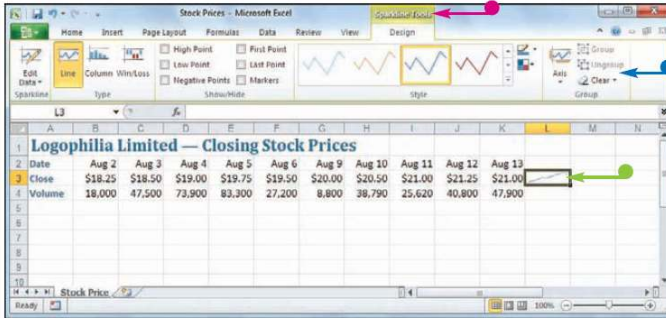 Stock Prices - Microsoft Excel Sparkline Tools
Home Insert Page Layout Formulas Data Review View Design
Edit Data Line Column Win/Loss High Point First Point Low Point Last Point Negative Points Markers Axis Group Ungroup Clear
Sparkline Type Show/Hide Style Group
L3 fx
A B C D E F G H I J K L M N
1 Logophilia Limited — Closing Stock Prices
2 Date Aug 2 Aug 3 Aug 4 Aug 5 Aug 6 Aug 9 Aug 10 Aug 11 Aug 12 Aug 13
3 Close $18.25 $18.50 $19.00 $19.75 $19.50 $20.00 $20.50 $21.00 $21.25 $21.00
4 Volume 18,000 47,500 73,900 83,300 27,200 8,800 38,790 25,620 40,800 47,900
5
6
7
8
9
10
Stock Price
Ready 100%